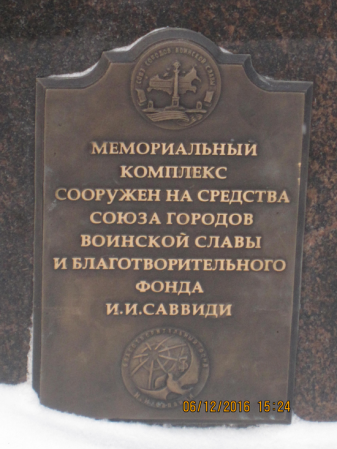 МЕМОРИАЛЬНЫЙ
КОМПЛЕКС
СООРУЖЕН НА СРЕДСТВА
СОЮЗА ГОРОДОВ
ВОИНСКОЙ СЛАВЫ
И БЛАГОТВОРИТЕЛЬНОГО
ФОНДА
И.И.САВВИДИ
06/12/2016 15:24